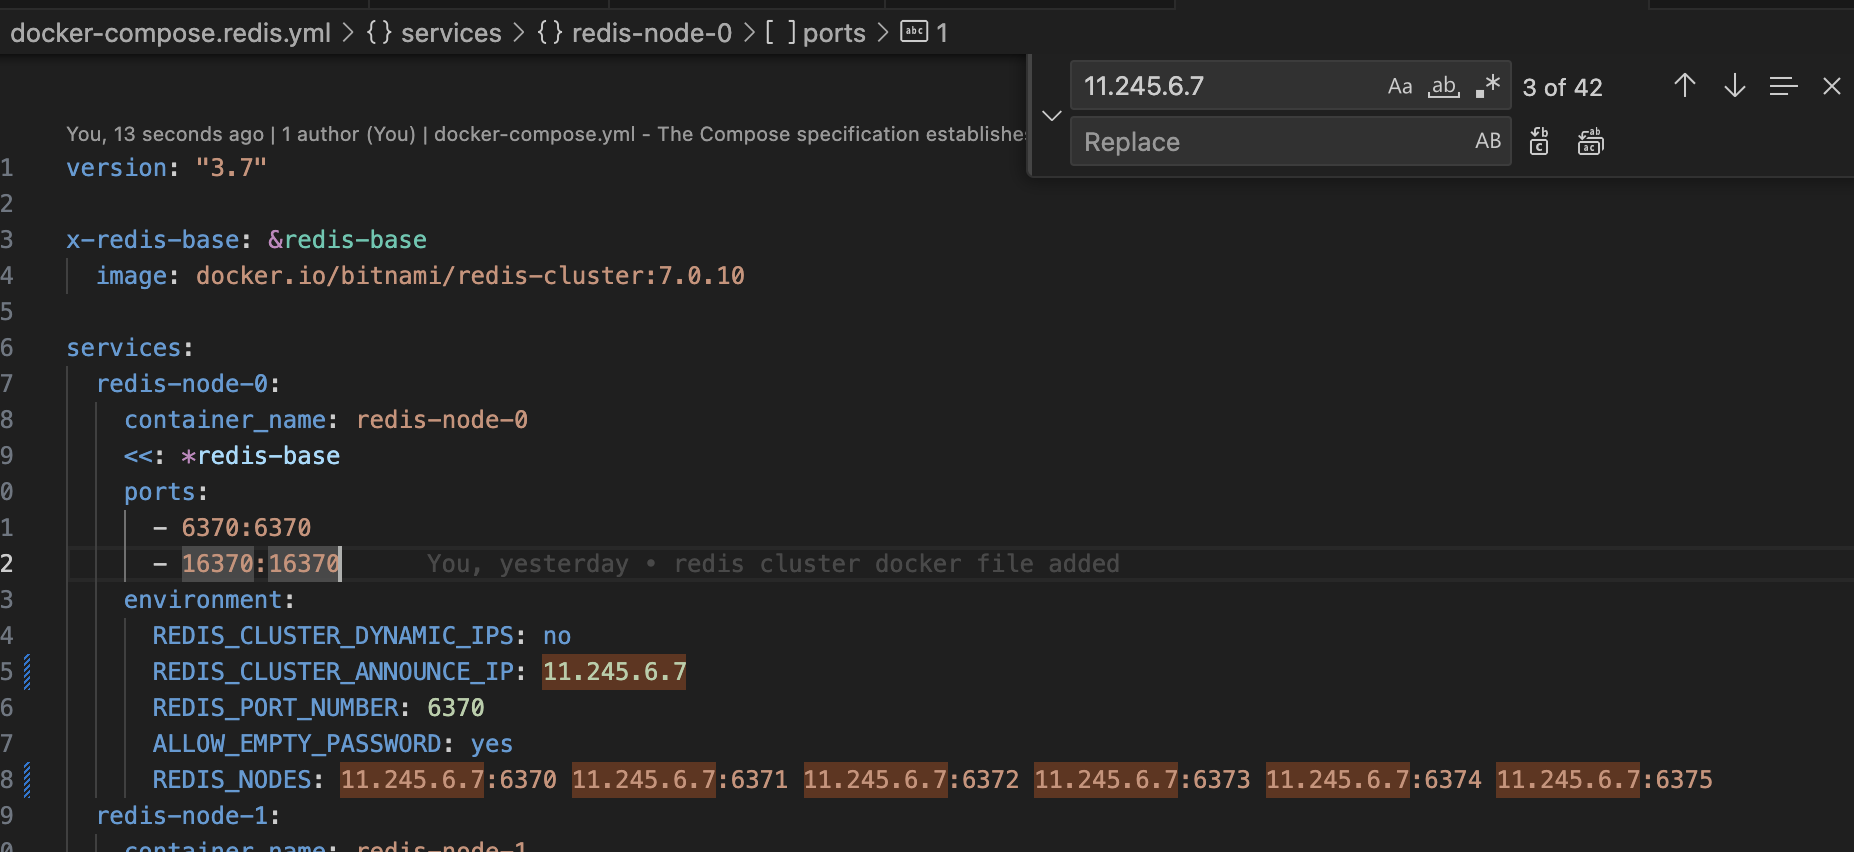 docker-compose.redis.yml > {} services > {} redis-node-0 > [ ] ports > abc 1
11.245.6.7 Aa ab .* 3 of 42
Replace AB
You, 13 seconds ago | 1 author (You) | docker-compose.yml - The Compose specification establishe
1 version: "3.7"
2
3 x-redis-base: &redis-base
4 image: docker.io/bitnami/redis-cluster:7.0.10
5
6 services:
7 redis-node-0:
8 container_name: redis-node-0
9 <<: *redis-base
0 ports:
1 - 6370:6370
2 - 16370:16370 You, yesterday • redis cluster docker file added
3 environment:
4 REDIS_CLUSTER_DYNAMIC_IPS: no
5 REDIS_CLUSTER_ANNOUNCE_IP: 11.245.6.7
6 REDIS_PORT_NUMBER: 6370
7 ALLOW_EMPTY_PASSWORD: yes
8 REDIS_NODES: 11.245.6.7:6370 11.245.6.7:6371 11.245.6.7:6372 11.245.6.7:6373 11.245.6.7:6374 11.245.6.7:6375
9 redis-node-1:
0 container_name: redis-node-1